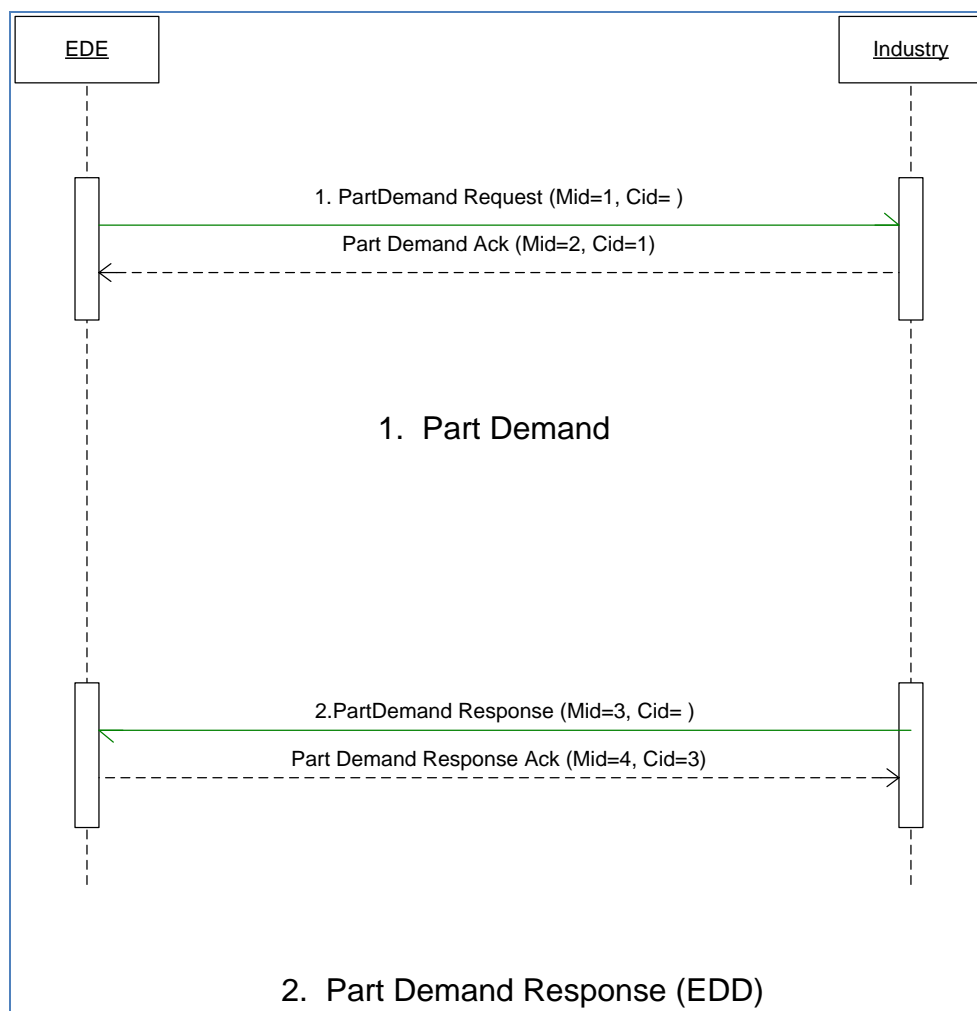 EDE
Industry
1. PartDemand Request (Mid=1, Cid= )
Part Demand Ack (Mid=2, Cid=1)
1. Part Demand
2.PartDemand Response (Mid=3, Cid= )
Part Demand Response Ack (Mid=4, Cid=3)
2. Part Demand Response (EDD)